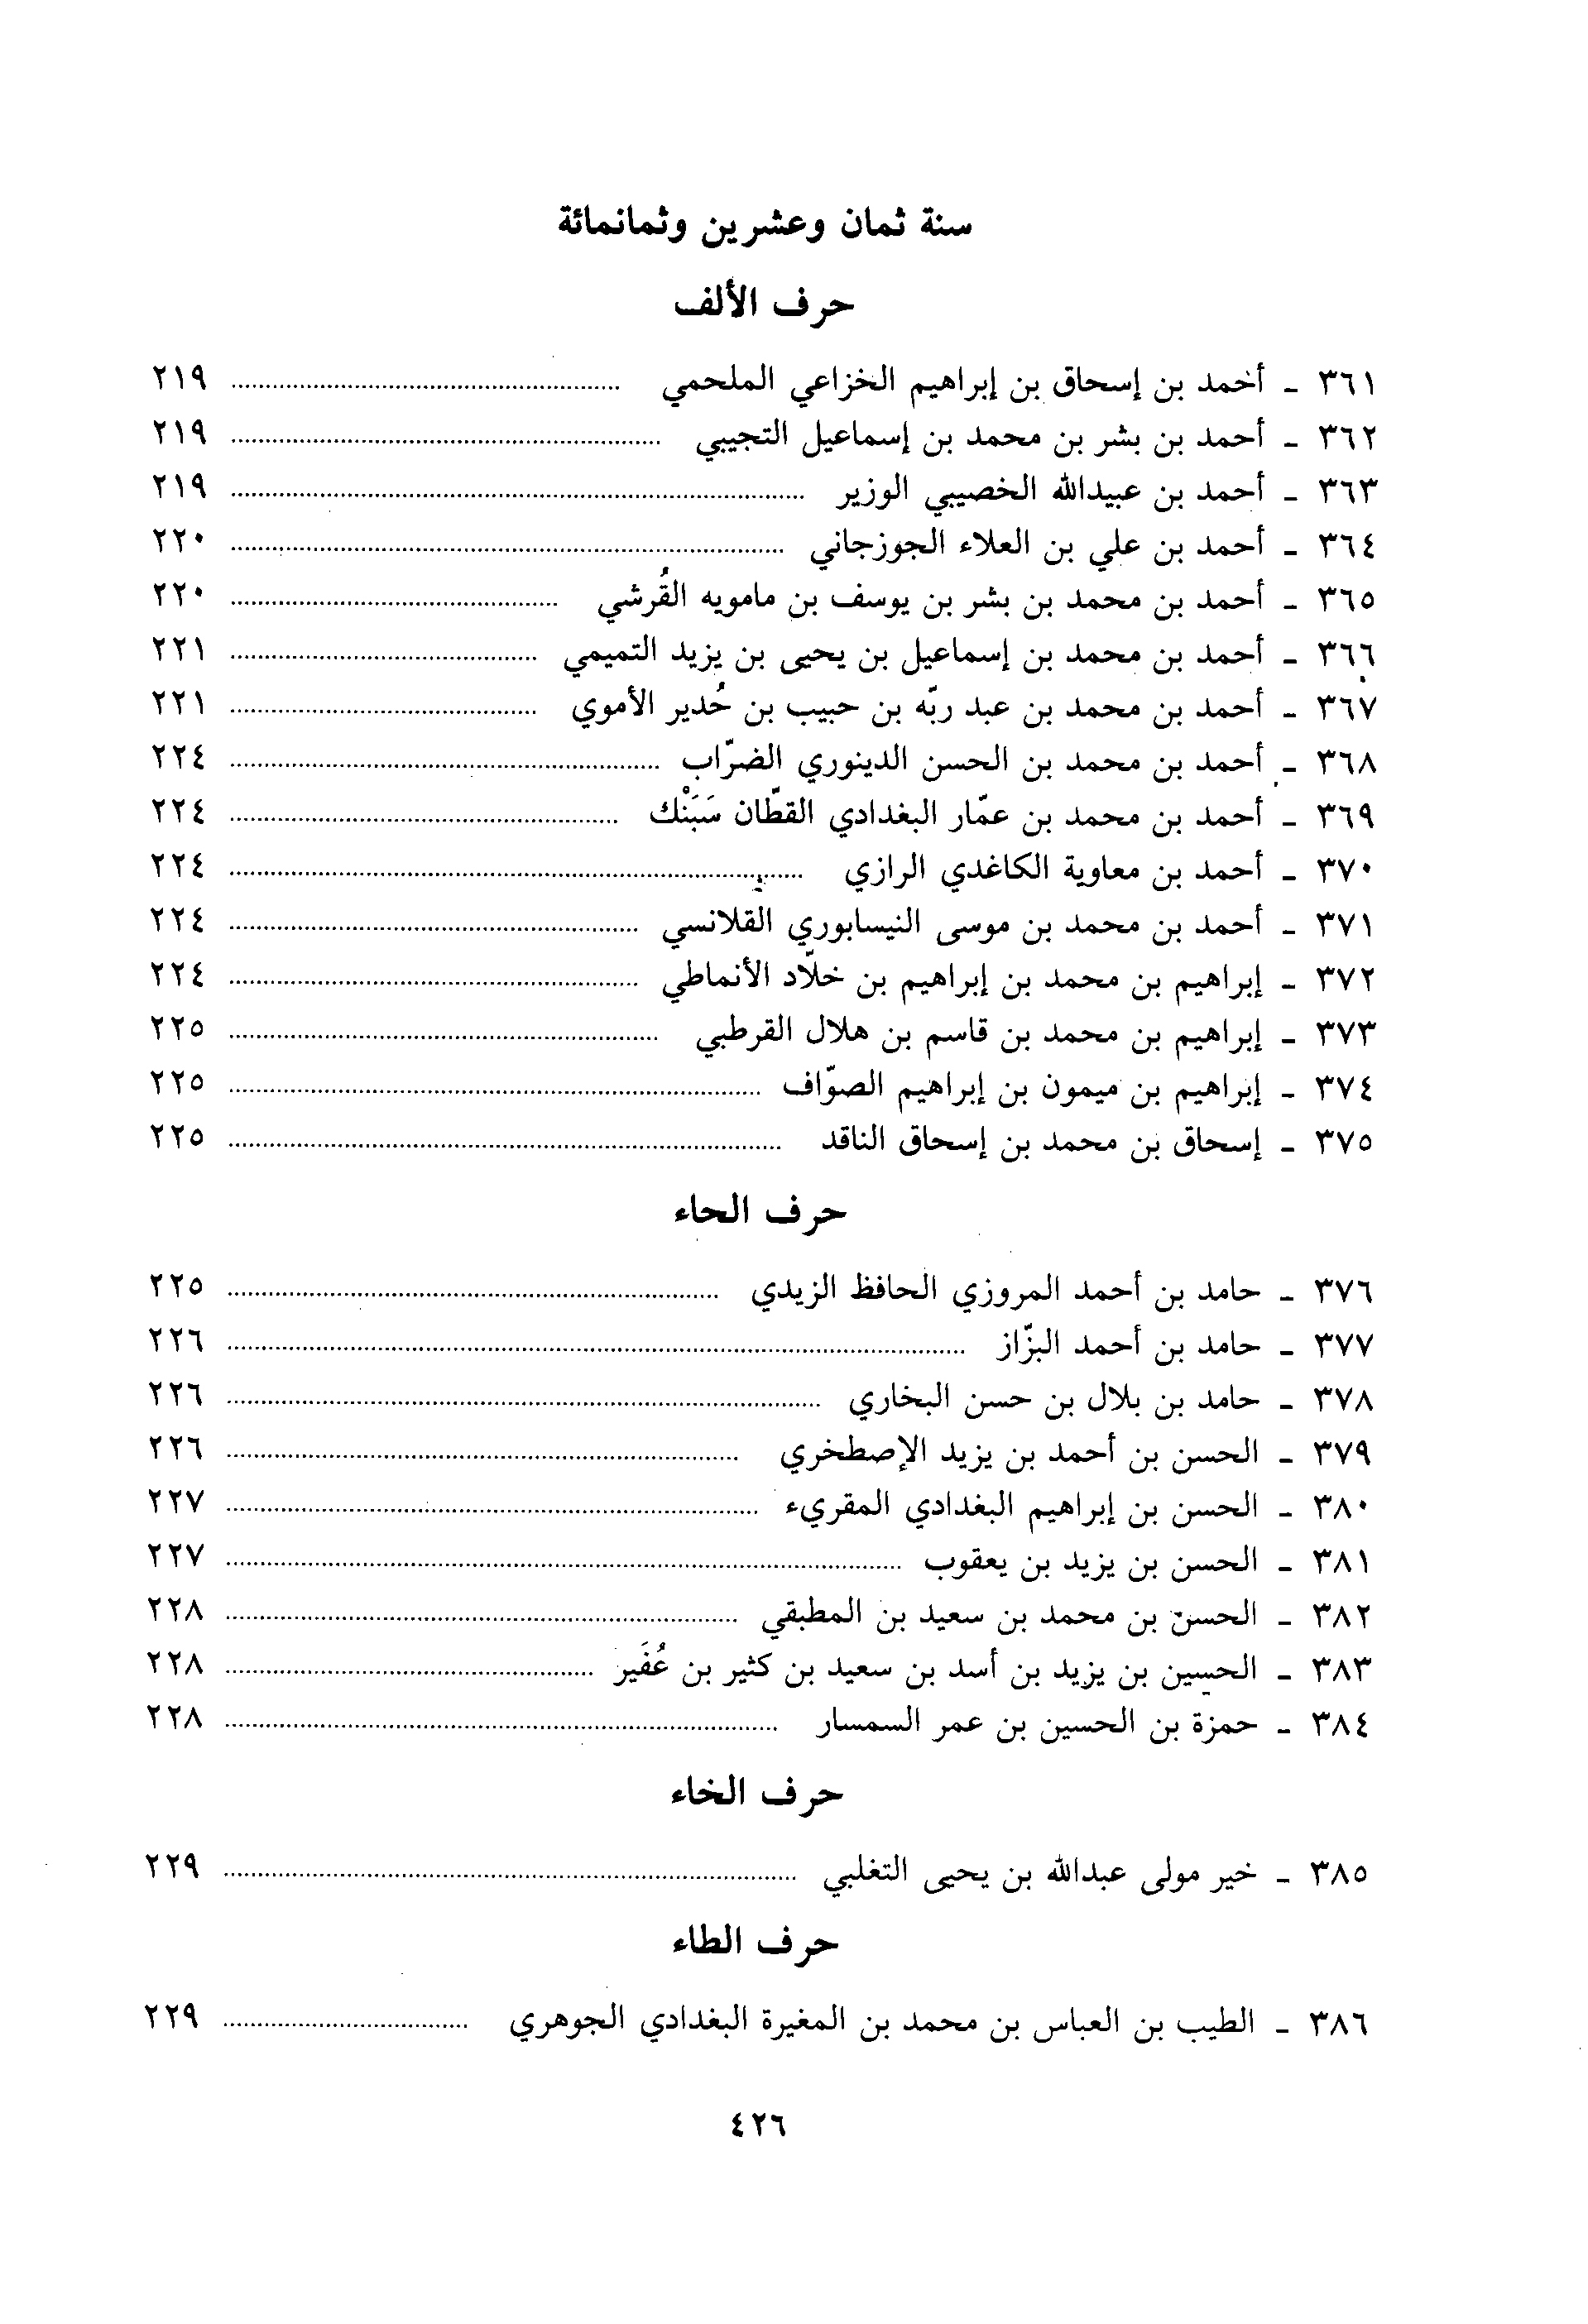 سنة ثمان وعشرين وثمانمائة
حرف الألف
٣٦١ - أحمد بن إسحاق بن إبراهيم الخزاعي الملحمي ........ ٢١٩
٣٦٢ - أحمد بن بشر بن محمد بن إسماعيل التجيبي ........ ٢١٩
٣٦٣ - أحمد بن عبيدالله الخصيبي الوزير ........ ٢١٩
٣٦٤ - أحمد بن علي بن العلاء الجوزجاني ........ ٢٢٠
٣٦٥ - أحمد بن محمد بن بشر بن يوسف بن مامويه القُرشي ........ ٢٢٠
٣٦٦ - أحمد بن محمد بن إسماعيل بن يحيى بن يزيد التميمي ........ ٢٢١
٣٦٧ - أحمد بن محمد بن عبد ربّه بن حبيب بن حُدير الأموي ........ ٢٢١
٣٦٨ - أحمد بن محمد بن الحسن الدينوري الضرّاب ........ ٢٢٤
٣٦٩ - أحمد بن محمد بن عمّار البغدادي القطّان سَبَنْك ........ ٢٢٤
٣٧٠ - أحمد بن معاوية الكاغدي الرازي ........ ٢٢٤
٣٧١ - أحمد بن محمد بن موسى النيسابوري القلانسي ........ ٢٢٤
٣٧٢ - إبراهيم بن محمد بن إبراهيم بن خلّاد الأنماطي ........ ٢٢٤
٣٧٣ - إبراهيم بن محمد بن قاسم بن هلال القرطبي ........ ٢٢٥
٣٧٤ - إبراهيم بن ميمون بن إبراهيم الصوّاف ........ ٢٢٥
٣٧٥ - إسحاق بن محمد بن إسحاق الناقد ........ ٢٢٥
حرف الحاء
٣٧٦ - حامد بن أحمد المروزي الحافظ الزيدي ........ ٢٢٥
٣٧٧ - حامد بن أحمد البزّاز ........ ٢٢٦
٣٧٨ - حامد بن بلال بن حسن البخاري ........ ٢٢٦
٣٧٩ - الحسن بن أحمد بن يزيد الإصطخري ........ ٢٢٦
٣٨٠ - الحسن بن إبراهيم البغدادي المقريء ........ ٢٢٧
٣٨١ - الحسن بن يزيد بن يعقوب ........ ٢٢٧
٣٨٢ - الحسن بن محمد بن سعيد بن المطبقي ........ ٢٢٨
٣٨٣ - الحسين بن يزيد بن أسد بن سعيد بن كثير بن عُفَير ........ ٢٢٨
٣٨٤ - حمزة بن الحسين بن عمر السمسار ........ ٢٢٨
حرف الخاء
٣٨٥ - خير مولى عبدالله بن يحيى التغلبي ........ ٢٢٩
حرف الطاء
٣٨٦ - الطيب بن العباس بن محمد بن المغيرة البغدادي الجوهري ........ ٢٢٩
٤٢٦